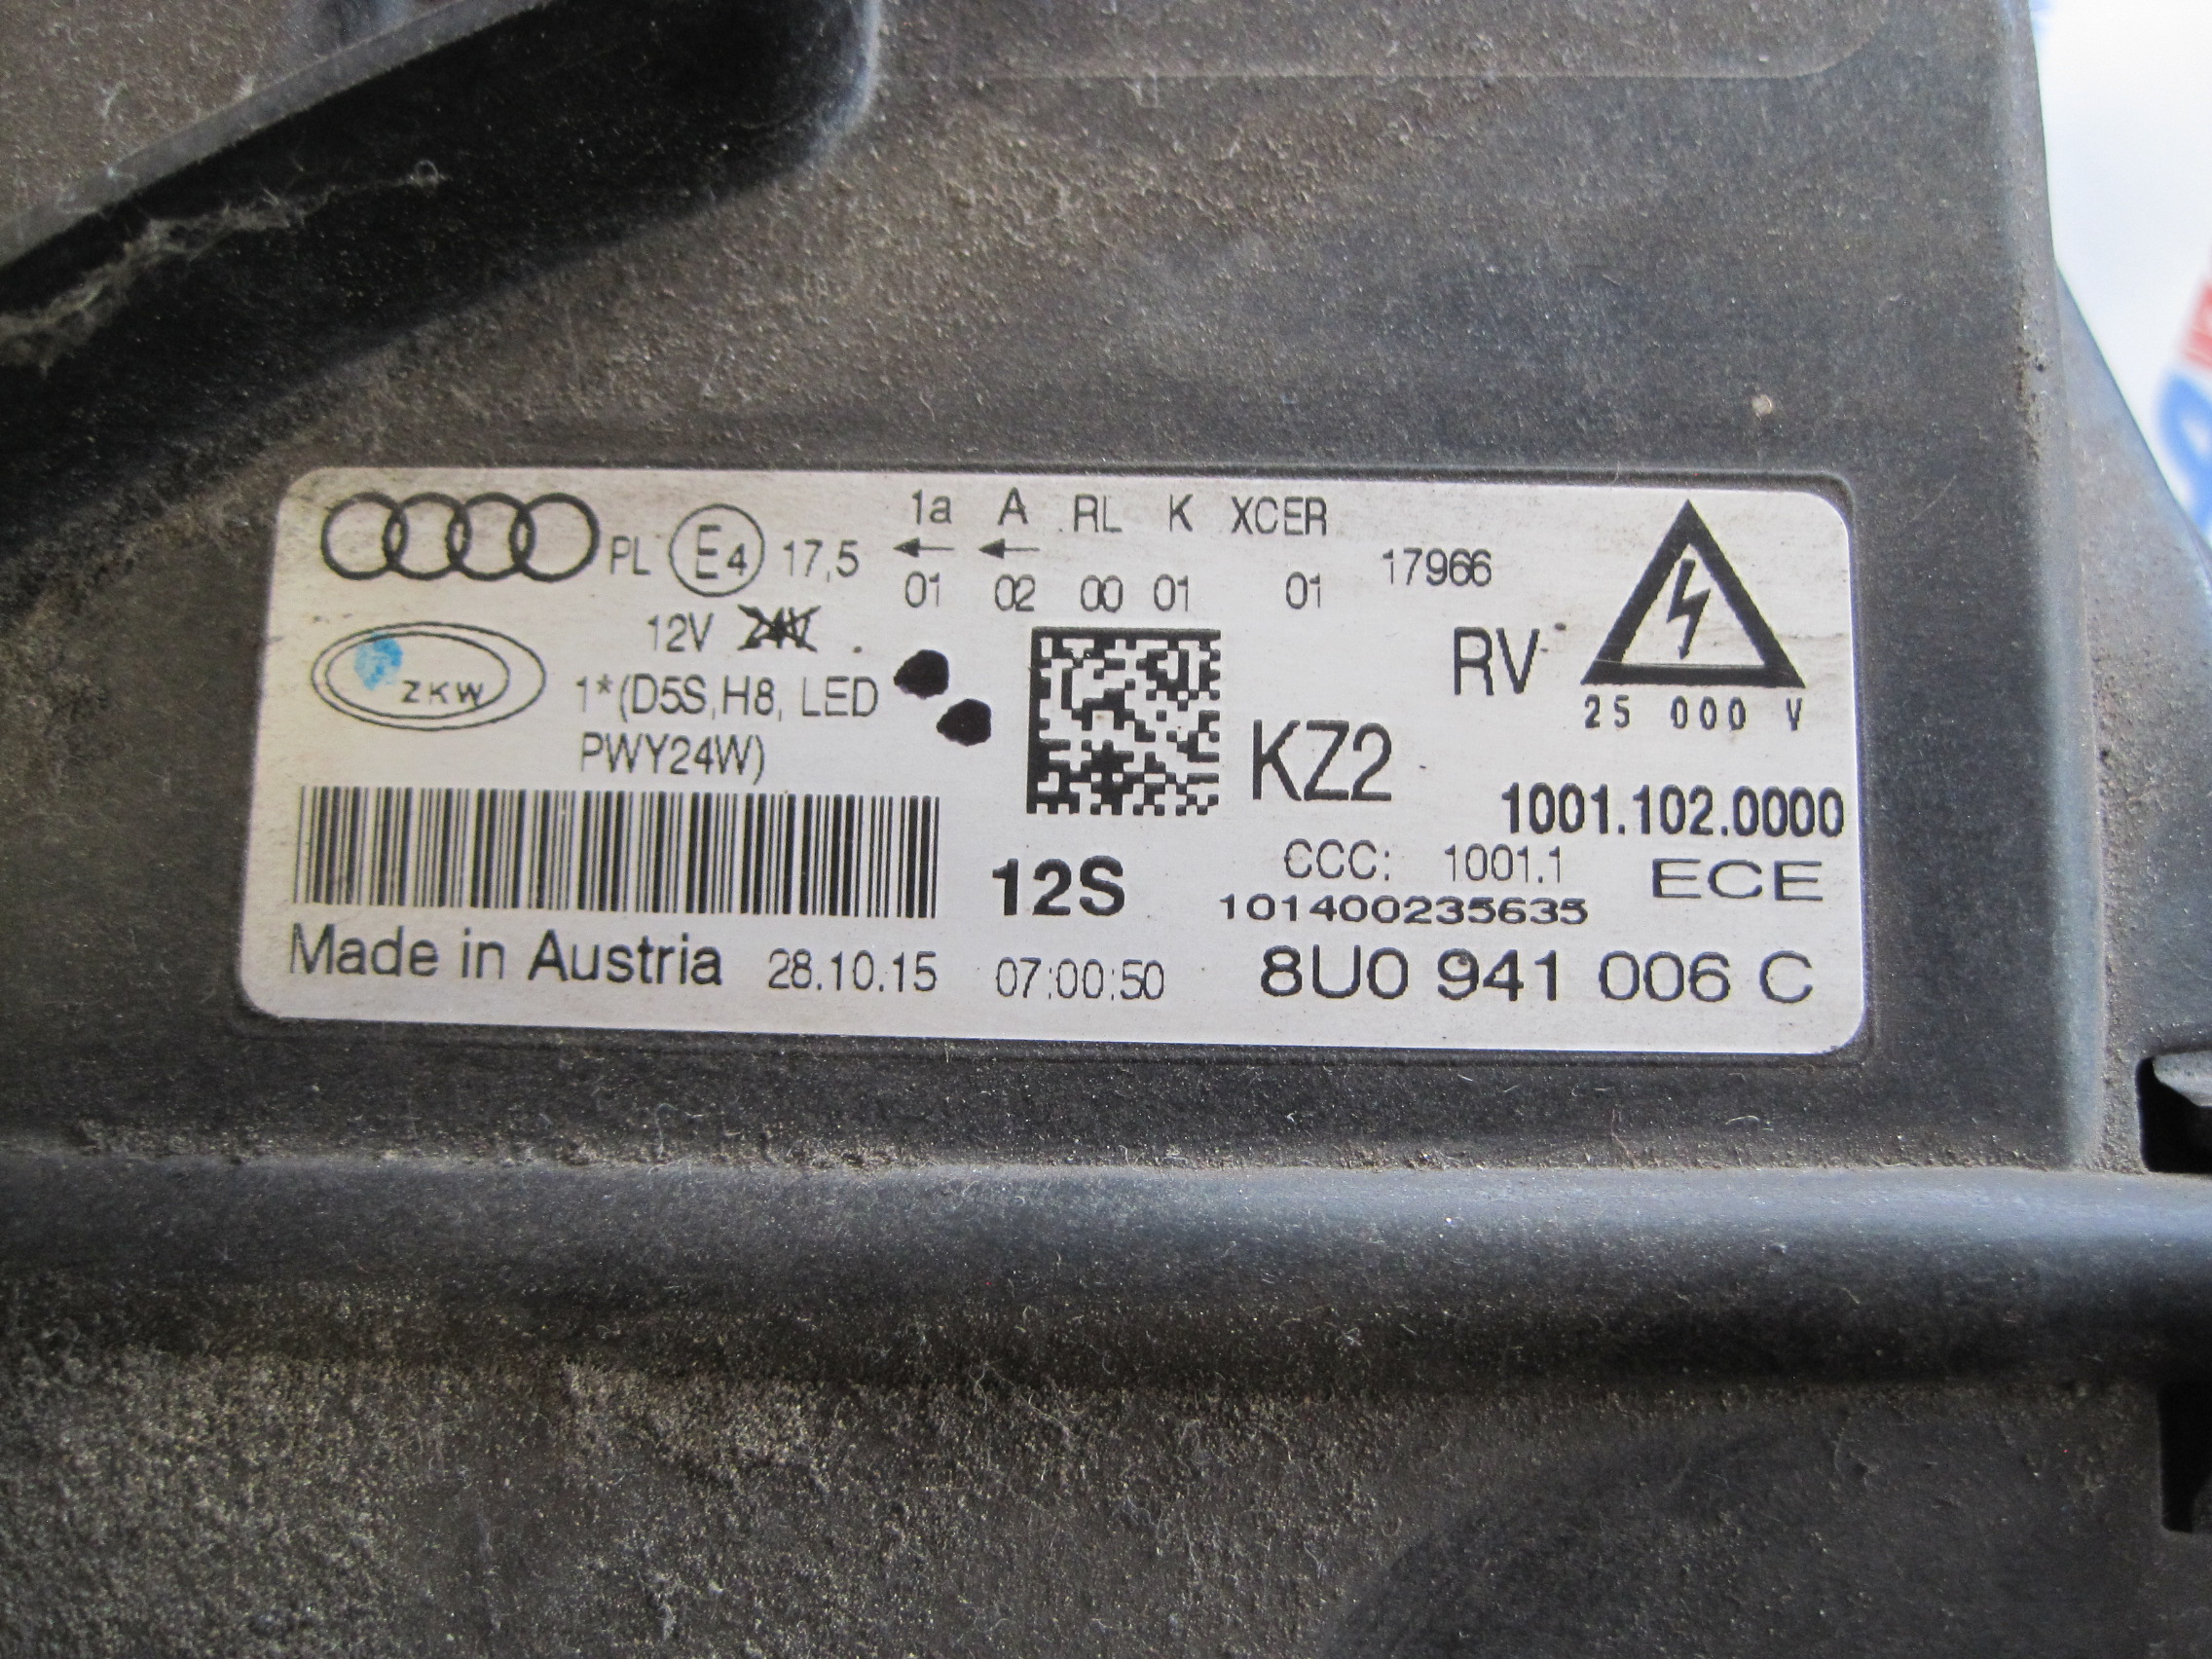 1a A RL K XCER
PL E4 17,5 01 02 00 01 01 17966
12V 24V
ZKW 1*(D5S,H8, LED
PWY24W)
RV
25 000 V
KZ2
1001.102.0000
12S CCC: 1001.1 ECE
101400235635
Made in Austria 28.10.15 07:00:50 8U0 941 006 C